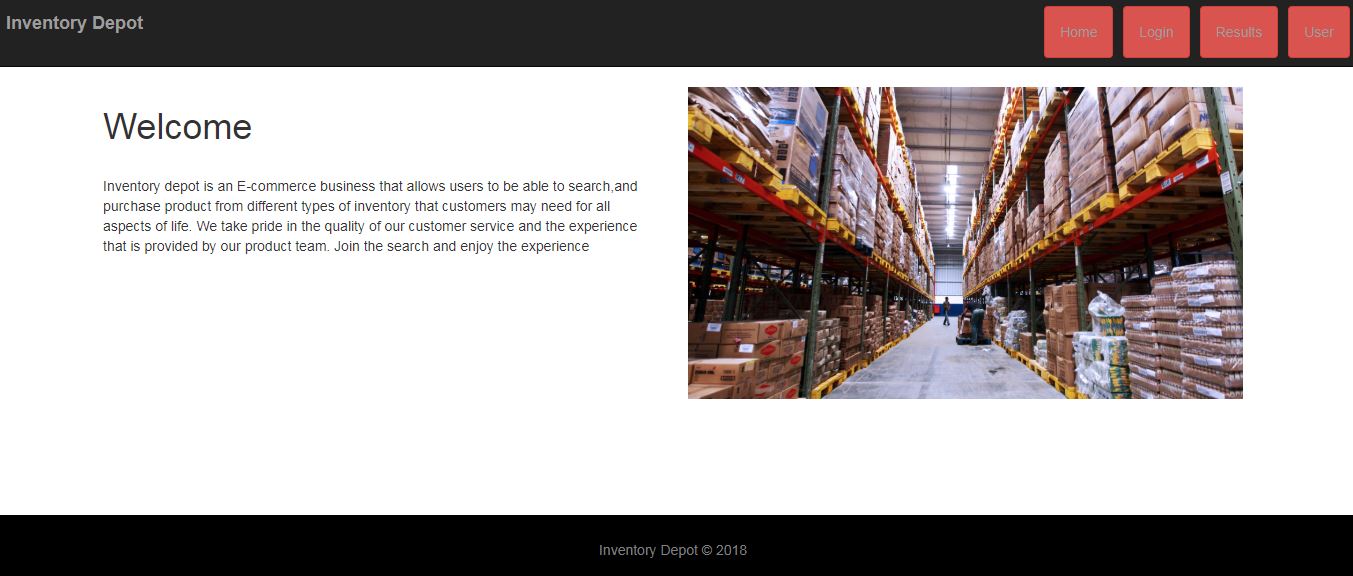 Inventory Depot
Home
Login
Results
User
Welcome
Inventory depot is an E-commerce business that allows users to be able to search,and
purchase product from different types of inventory that customers may need for all
aspects of life. We take pride in the quality of our customer service and the experience
that is provided by our product team. Join the search and enjoy the experience
Inventory Depot © 2018